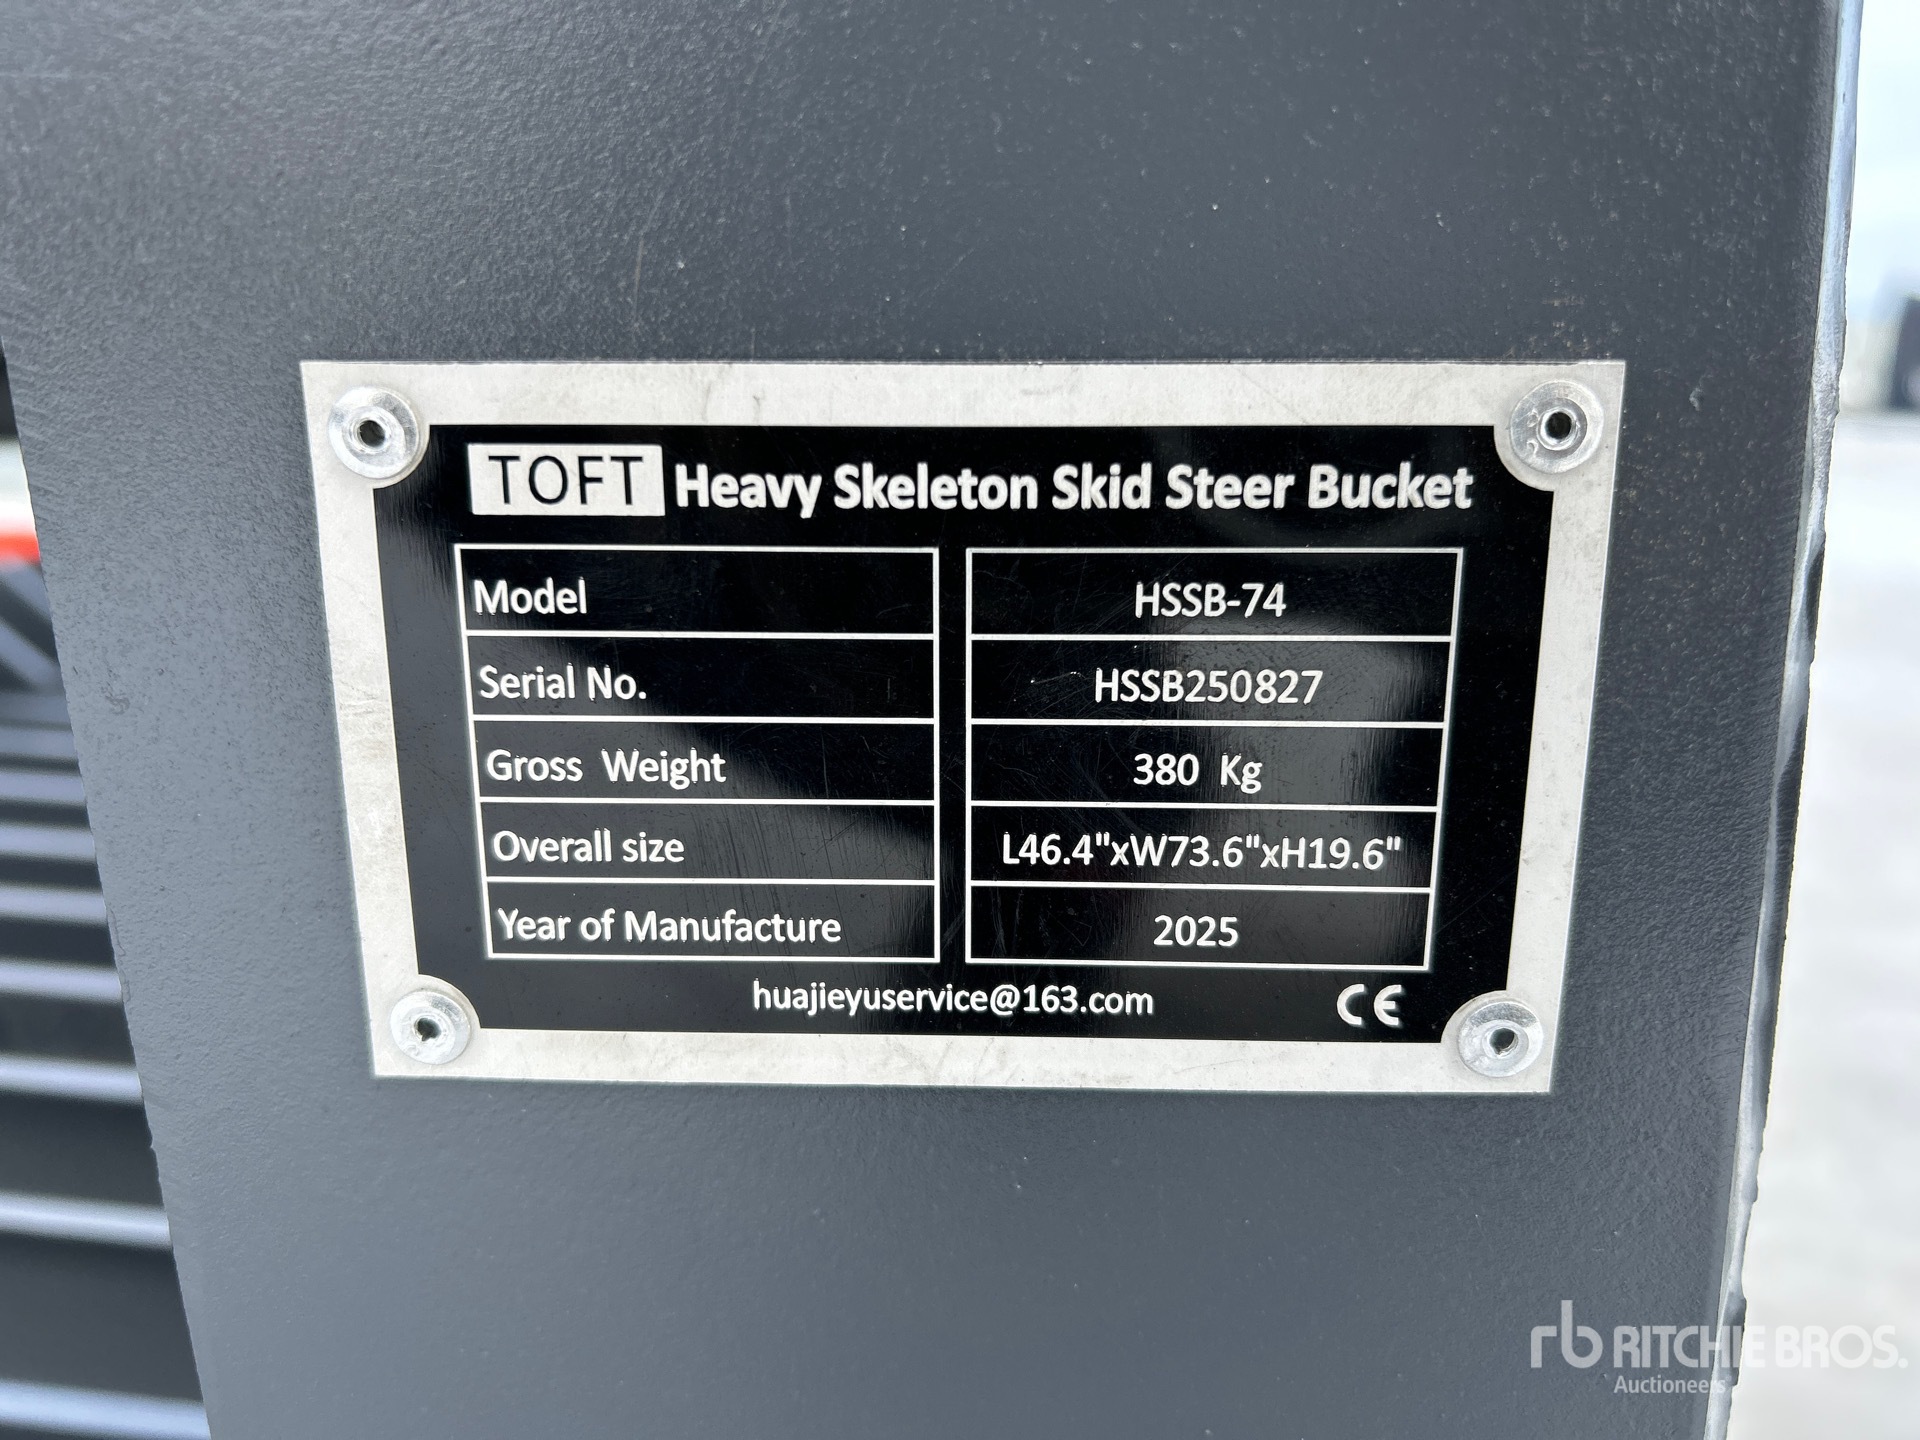 TOFT Heavy Skeleton Skid Steer Bucket
Model HSSB-74
Serial No. HSSB250827
Gross Weight 380 Kg
Overall size L46.4"xW73.6"xH19.6"
Year of Manufacture 2025
huajieyuservice@163.com CE
rb RITCHIE BROS.
Auctioneers